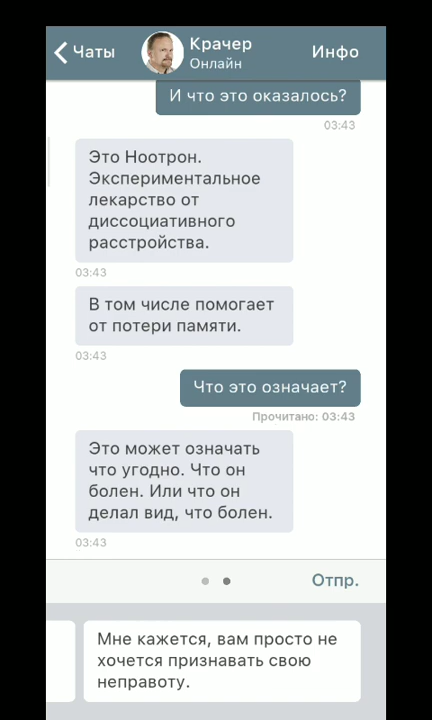 Чаты
Крачер
Онлайн
Инфо
И что это оказалось?
03:43
Это Ноотрон.
Экспериментальное
лекарство от
диссоциативного
расстройства.
03:43
В том числе помогает
от потери памяти.
03:43
Что это означает?
Прочитано: 03:43
Это может означать
что угодно. Что он
болен. Или что он
делал вид, что болен.
03:43
Отпр.
Мне кажется, вам просто не
хочется признавать свою
неправоту.